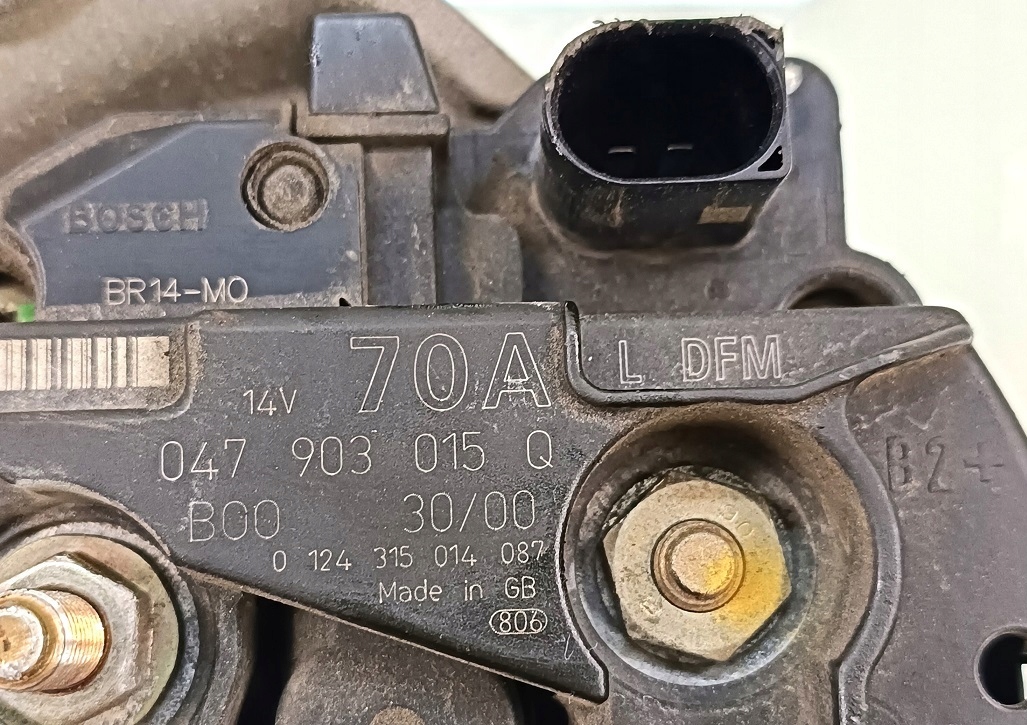 BOSCH
BR14-MO
14V 70A L DFM
047 903 015 Q
B00 30/00
0 124 315 014 087
Made in GB
806
B2+